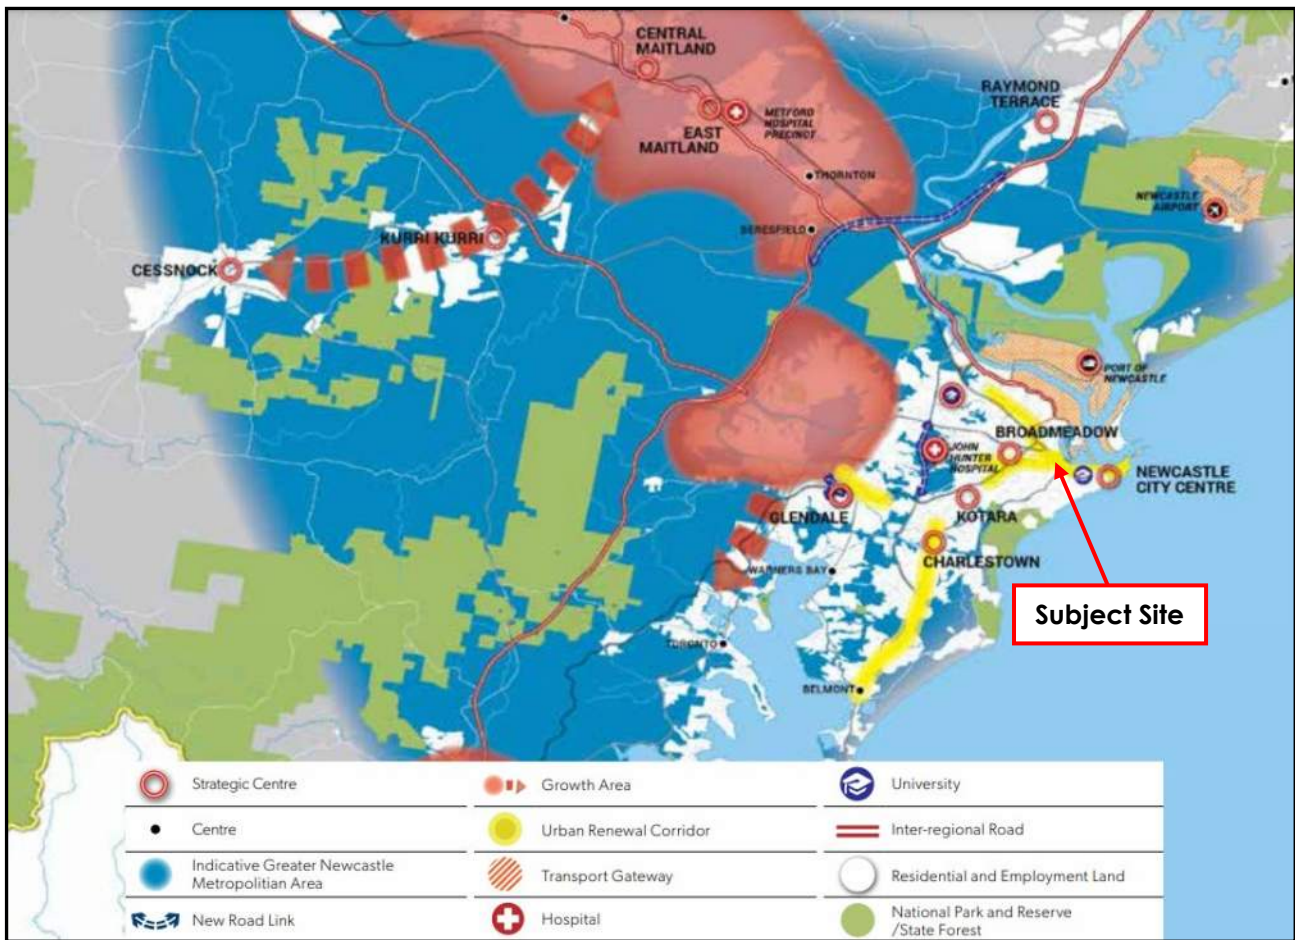 CENTRAL
MAITLAND
RAYMOND
TERRACE
METFORD
HOSPITAL
PRECINCT
EAST
MAITLAND
THORNTON
NEWCASTLE
AIRPORT
BERESFIELD
KURRI KURRI
CESSNOCK
PORT OF
NEWCASTLE
BROADMEADOW
JOHN
HUNTER
HOSPITAL
NEWCASTLE
CITY CENTRE
GLENDALE
KOTARA
CHARLESTOWN
WARNERS BAY
Subject Site
TORONTO
BELMONT
Strategic Centre
Growth Area
University
Centre
Urban Renewal Corridor
Inter-regional Road
Indicative Greater Newcastle
Metropolitian Area
Transport Gateway
Residential and Employment Land
New Road Link
Hospital
National Park and Reserve
/State Forest